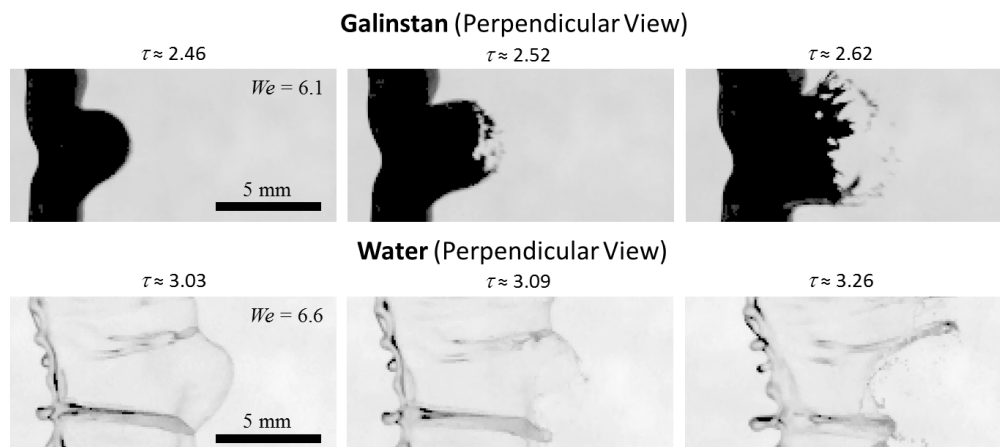 Galinstan (Perpendicular View)
τ ≈ 2.46
τ ≈ 2.52
τ ≈ 2.62
We = 6.1
5 mm
Water (Perpendicular View)
τ ≈ 3.03
τ ≈ 3.09
τ ≈ 3.26
We = 6.6
5 mm